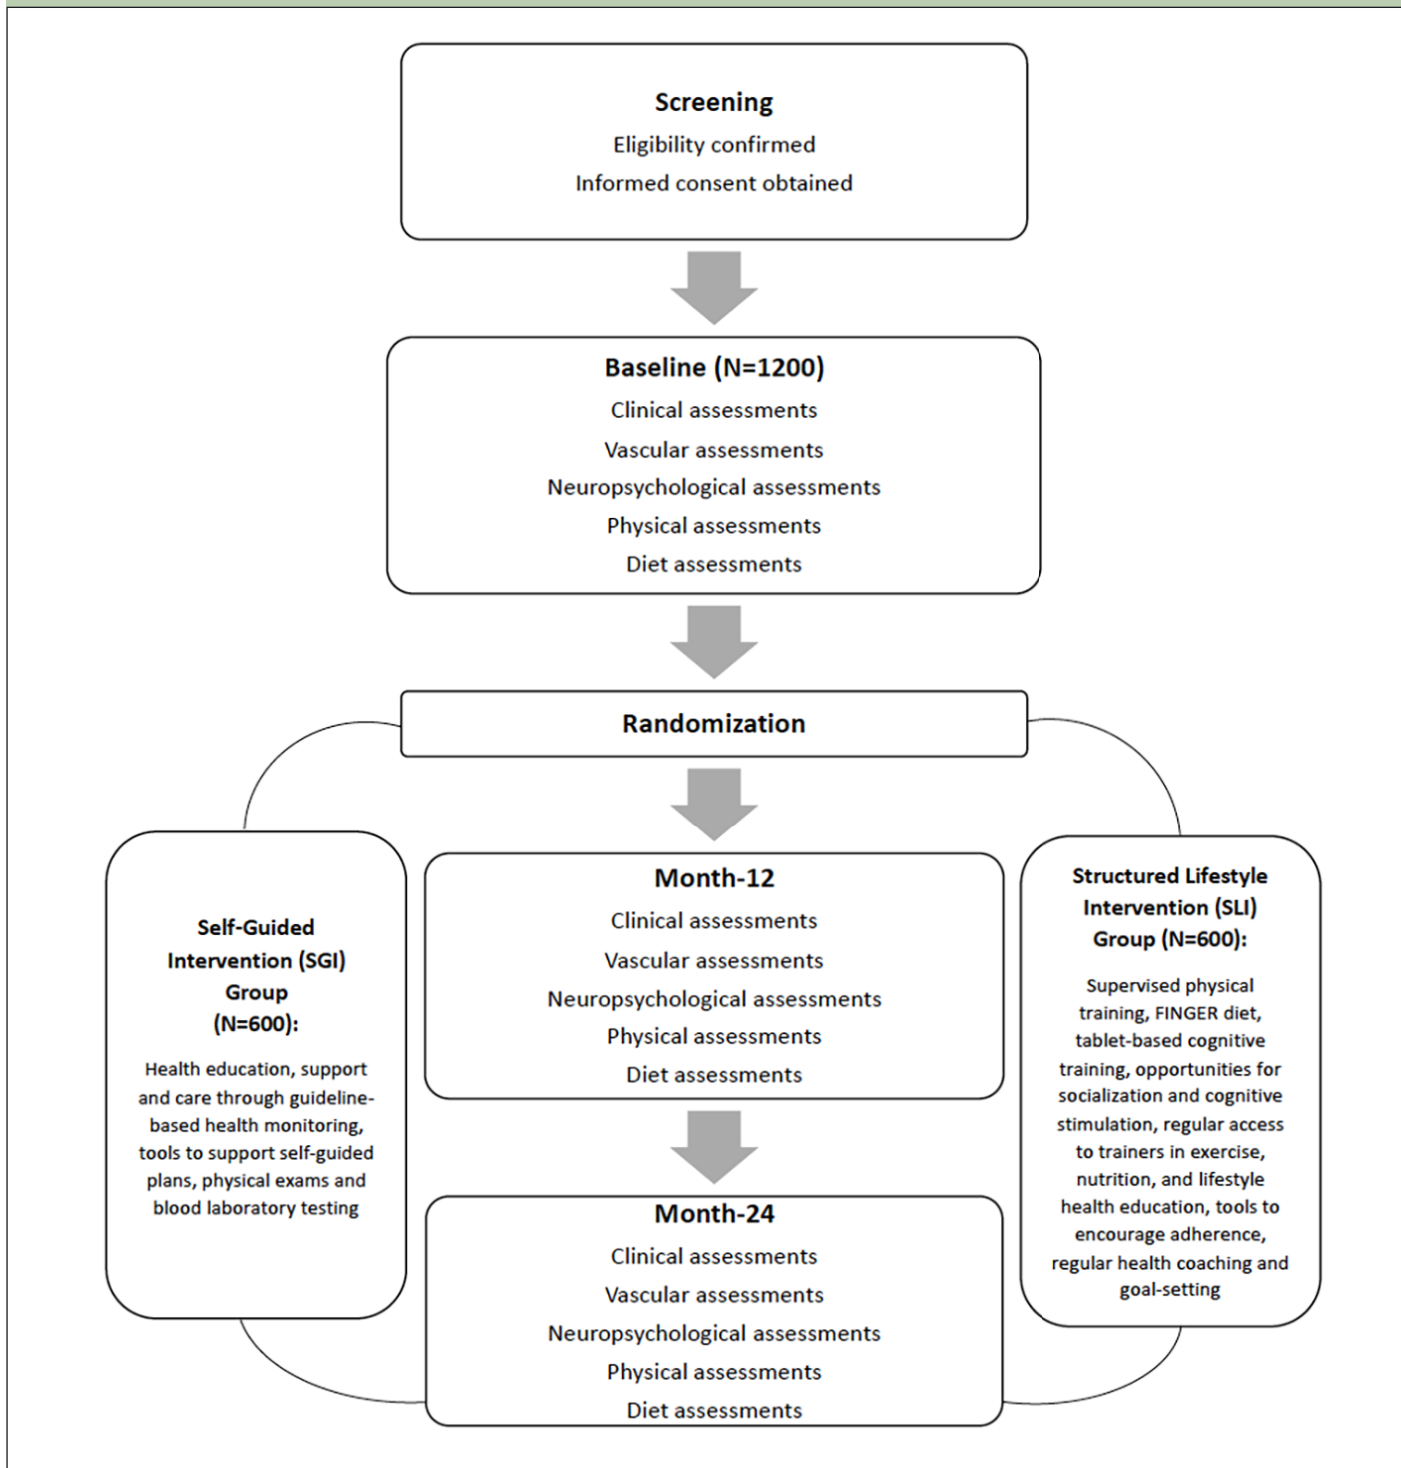 Screening
Eligibility confirmed
Informed consent obtained
Baseline (N=1200)
Clinical assessments
Vascular assessments
Neuropsychological assessments
Physical assessments
Diet assessments
Randomization
Self-Guided
Intervention (SGI)
Group
(N=600):
Health education, support
and care through guideline-
based health monitoring,
tools to support self-guided
plans, physical exams and
blood laboratory testing
Month-12
Clinical assessments
Vascular assessments
Neuropsychological assessments
Physical assessments
Diet assessments
Structured Lifestyle
Intervention (SLI)
Group (N=600):
Supervised physical
training, FINGER diet,
tablet-based cognitive
training, opportunities for
socialization and cognitive
stimulation, regular access
to trainers in exercise,
nutrition, and lifestyle
health education, tools to
encourage adherence,
regular health coaching and
goal-setting
Month-24
Clinical assessments
Vascular assessments
Neuropsychological assessments
Physical assessments
Diet assessments